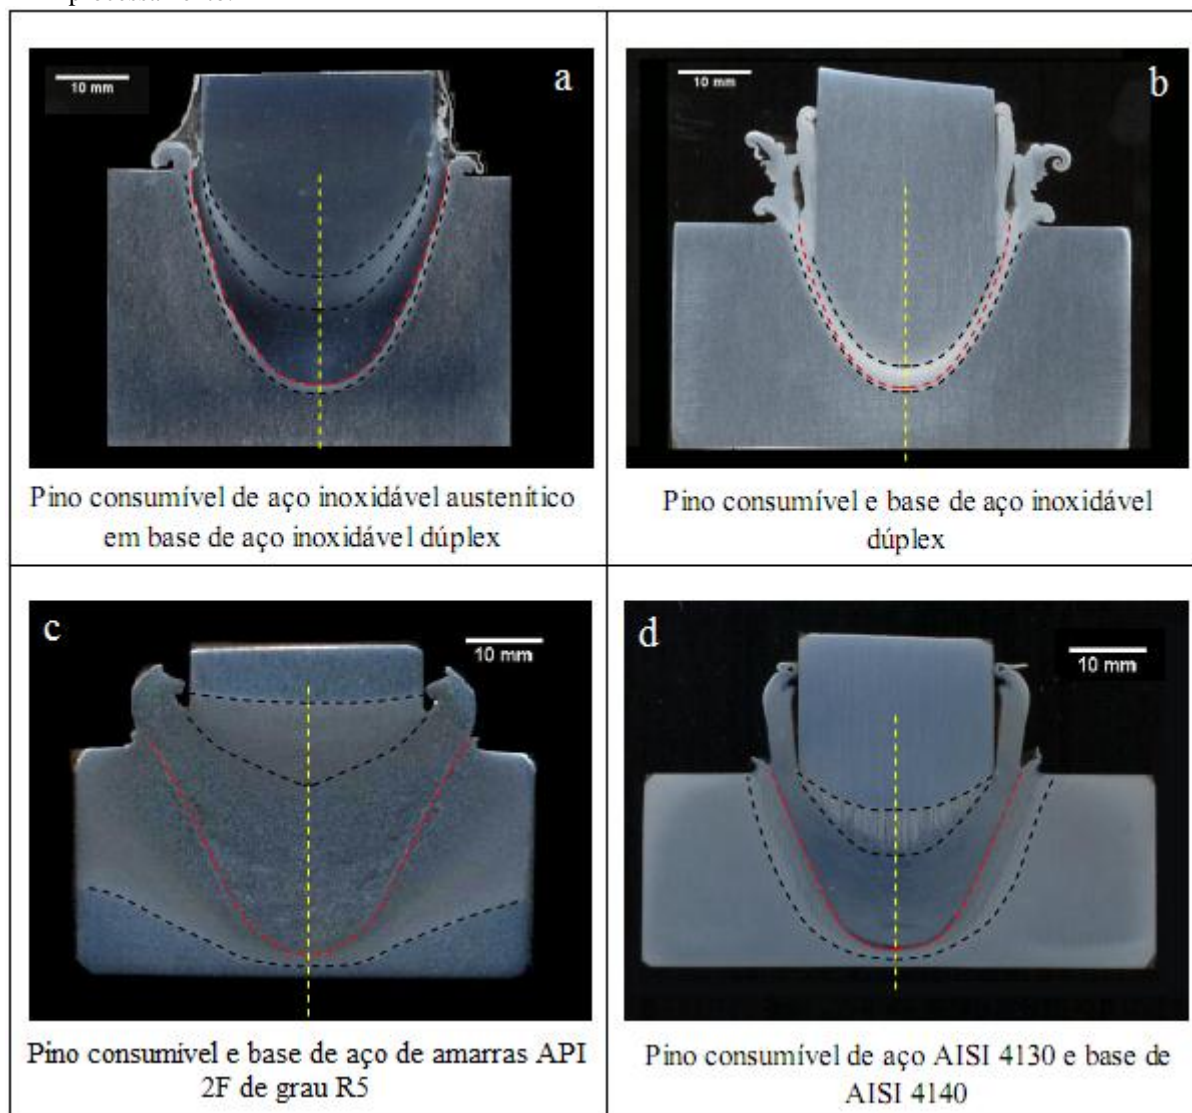 10 mm
a
10 mm
b
Pino consumível de aço inoxidável austenítico
em base de aço inoxidável dúplex
Pino consumível e base de aço inoxidável
dúplex
c
10 mm
d
10 mm
Pino consumível e base de aço de amarras API
2F de grau R5
Pino consumível de aço AISI 4130 e base de
AISI 4140